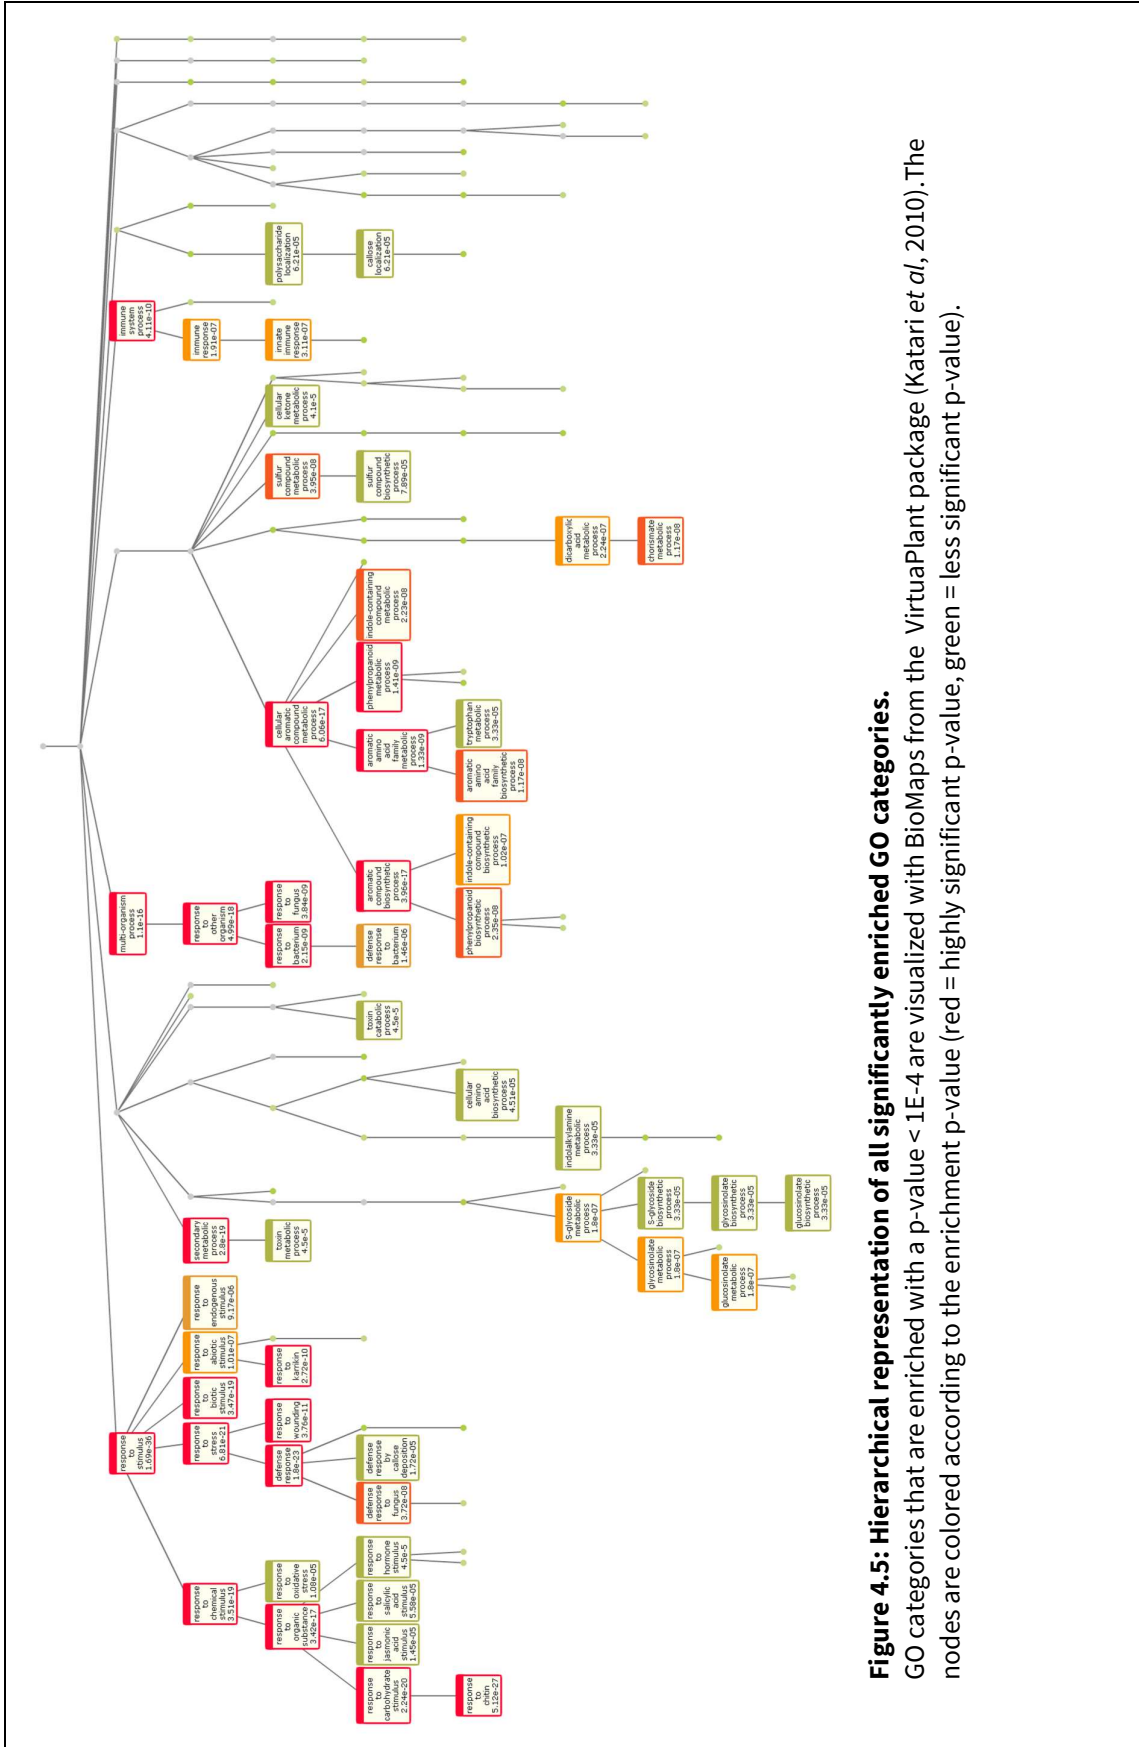 response
to
stimulus
1.69e-36
response
to
chemical
stimulus
3.51e-19
response
to
stress
6.81e-21
response
to
biotic
stimulus
3.47e-19
response
to
abiotic
stimulus
1.01e-07
response
to
endogenous
stimulus
9.17e-06
response
to
organic
substance
3.42e-17
response
to
oxidative
stress
1.08e-05
defense
response
1.8e-23
response
to
wounding
3.76e-11
response
to
karrikin
2.72e-10
response
to
carbohydrate
stimulus
2.24e-20
response
to
jasmonic
acid
stimulus
1.45e-05
response
to
salicylic
acid
stimulus
5.58e-05
response
to
hormone
stimulus
4.5e-5
defense
response
to
fungus
3.72e-08
defense
response
by
callose
deposition
1.72e-05
response
to
chitin
5.12e-27
secondary
metabolic
process
2.8e-19
toxin
metabolic
process
4.5e-5
toxin
catabolic
process
4.5e-5
cellular
amino
acid
biosynthetic
process
4.51e-05
indolalkylamine
metabolic
process
3.33e-05
S-glycoside
metabolic
process
1.8e-07
glycosinolate
metabolic
process
1.8e-07
S-glycoside
biosynthetic
process
3.33e-05
glucosinolate
metabolic
process
1.8e-07
glycosinolate
biosynthetic
process
3.33e-05
glucosinolate
biosynthetic
process
3.33e-05
multi-organism
process
1.1e-16
response
to
other
organism
4.99e-18
response
to
bacterium
2.15e-09
response
to
fungus
3.84e-09
defense
response
to
bacterium
1.46e-06
cellular
aromatic
compound
metabolic
process
6.06e-17
aromatic
compound
biosynthetic
process
3.96e-17
aromatic
amino
acid
family
metabolic
process
1.33e-09
phenylpropanoid
metabolic
process
1.41e-09
indole-containing
compound
metabolic
process
2.23e-08
phenylpropanoid
biosynthetic
process
2.35e-08
indole-containing
compound
biosynthetic
process
1.02e-07
aromatic
amino
acid
family
biosynthetic
process
1.17e-08
tryptophan
metabolic
process
3.33e-05
sulfur
compound
metabolic
process
3.95e-08
cellular
ketone
metabolic
process
4.1e-5
sulfur
compound
biosynthetic
process
7.89e-05
dicarboxylic
acid
metabolic
process
2.24e-07
chorismate
metabolic
process
1.17e-08
immune
system
process
4.11e-10
immune
response
1.91e-07
innate
immune
response
3.11e-07
polysaccharide
localization
6.21e-05
callose
localization
6.21e-05
Figure 4.5: Hierarchical representation of all significantly enriched GO categories.
GO categories that are enriched with a p-value < 1E-4 are visualized with BioMaps from the VirtuaPlant package (Katari et al, 2010).The
nodes are colored according to the enrichment p-value (red = highly significant p-value, green = less significant p-value).